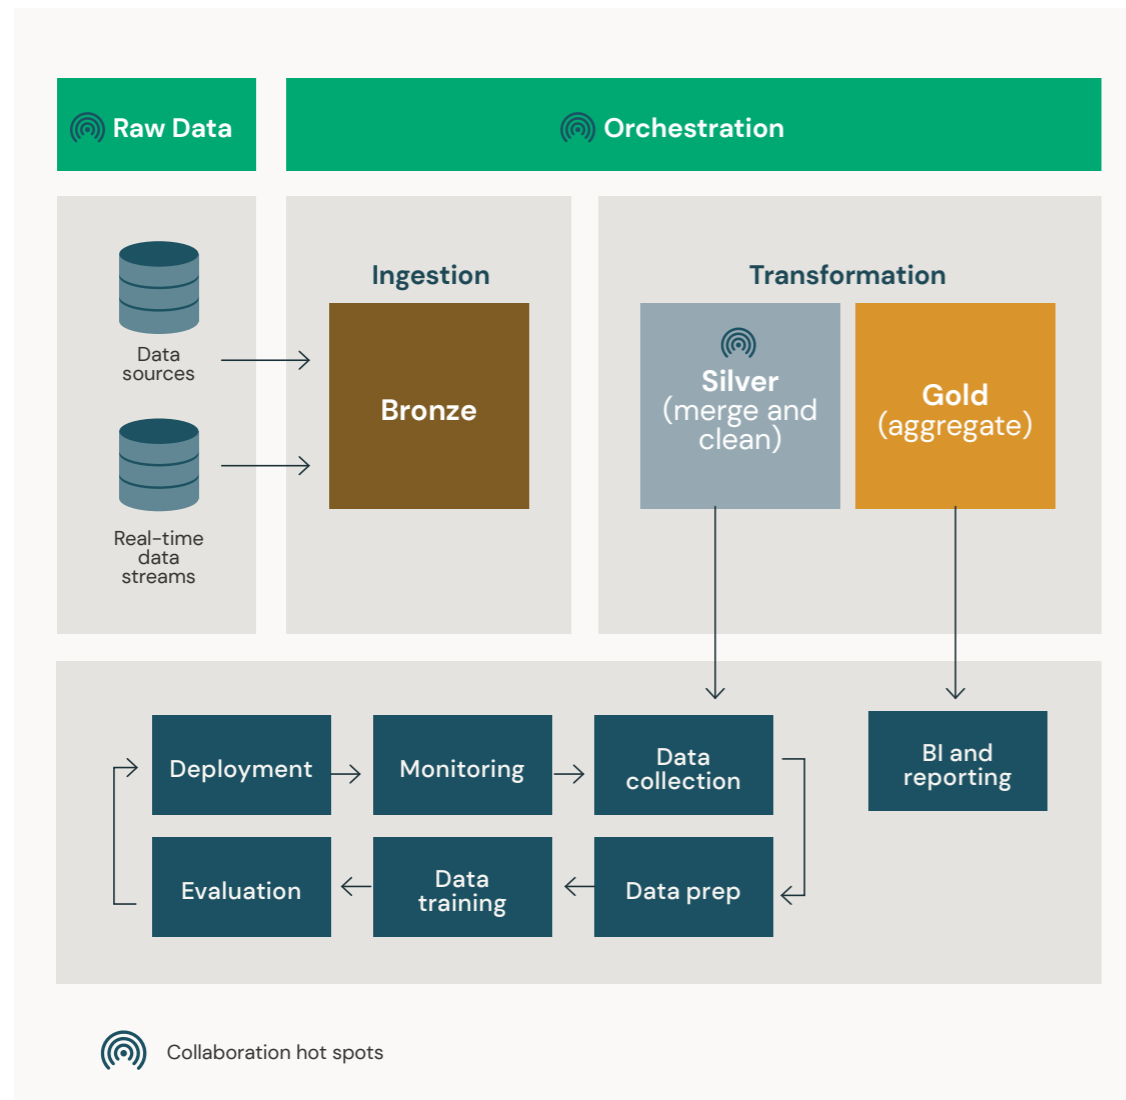 Raw Data
Orchestration
Data
sources
Real-time
data
streams
Ingestion
Bronze
Transformation
Silver
(merge and
clean)
Gold
(aggregate)
Deployment
Monitoring
Data
collection
BI and
reporting
Evaluation
Data
training
Data prep
Collaboration hot spots